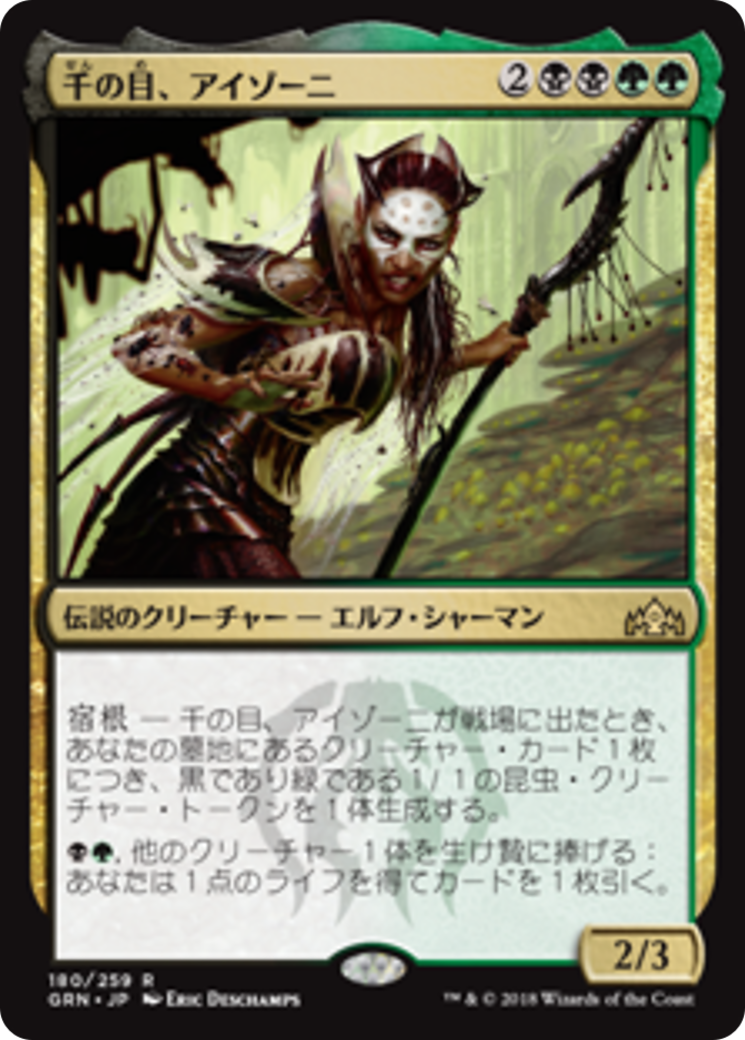 千の目、アイゾーニ 2
伝説のクリーチャー — エルフ・シャーマン
宿根 — 千の目、アイゾーニが戦場に出たとき、
あなたの墓地にあるクリーチャー・カード1枚
につき、黒であり緑である1/1の昆虫・クリー
チャー・トークンを1体生成する。
, 他のクリーチャー1体を生け贄に捧げる：
あなたは1点のライフを得てカードを1枚引く。
2/3
180/259 R
GRN • JP Eric Deschamps
™ & © 2018 Wizards of the Coast